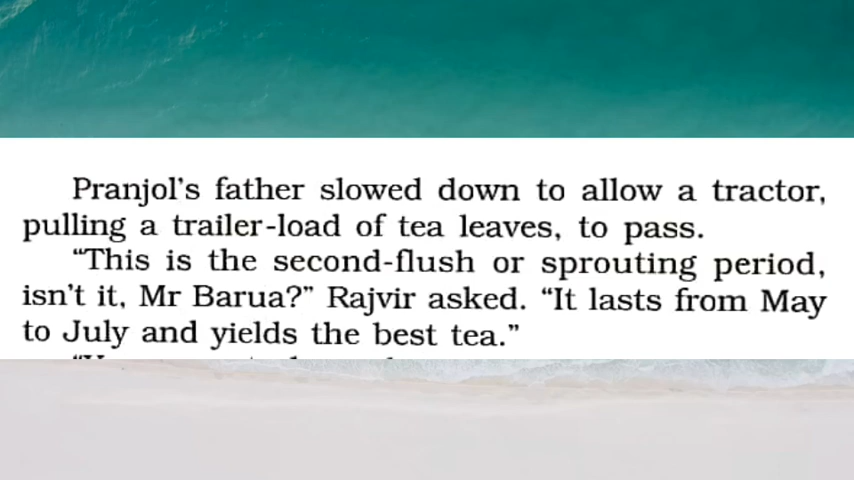 Pranjol's father slowed down to allow a tractor,
pulling a trailer-load of tea leaves, to pass.
“This is the second-flush or sprouting period,
isn't it, Mr Barua?” Rajvir asked. “It lasts from May
to July and yields the best tea.”